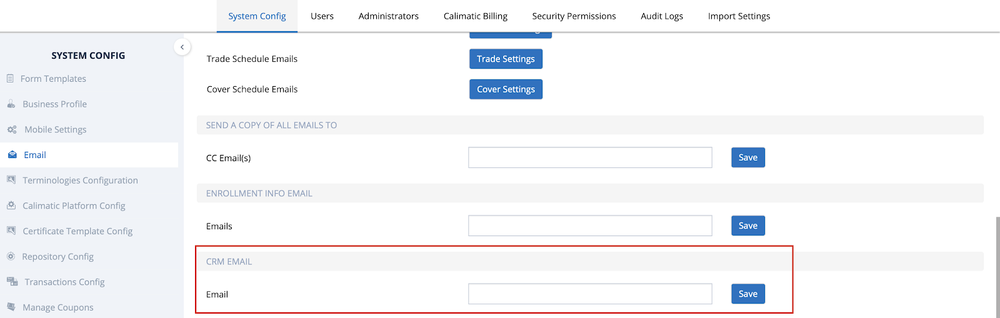 System Config Users Administrators Calimatic Billing Security Permissions Audit Logs Import Settings
SYSTEM CONFIG
Form Templates
Business Profile
Mobile Settings
Email
Terminologies Configuration
Calimatic Platform Config
Certificate Template Config
Repository Config
Transactions Config
Manage Coupons
Trade Schedule Emails Trade Settings
Cover Schedule Emails Cover Settings
SEND A COPY OF ALL EMAILS TO
CC Email(s) Save
ENROLLMENT INFO EMAIL
Emails Save
CRM EMAIL
Email Save